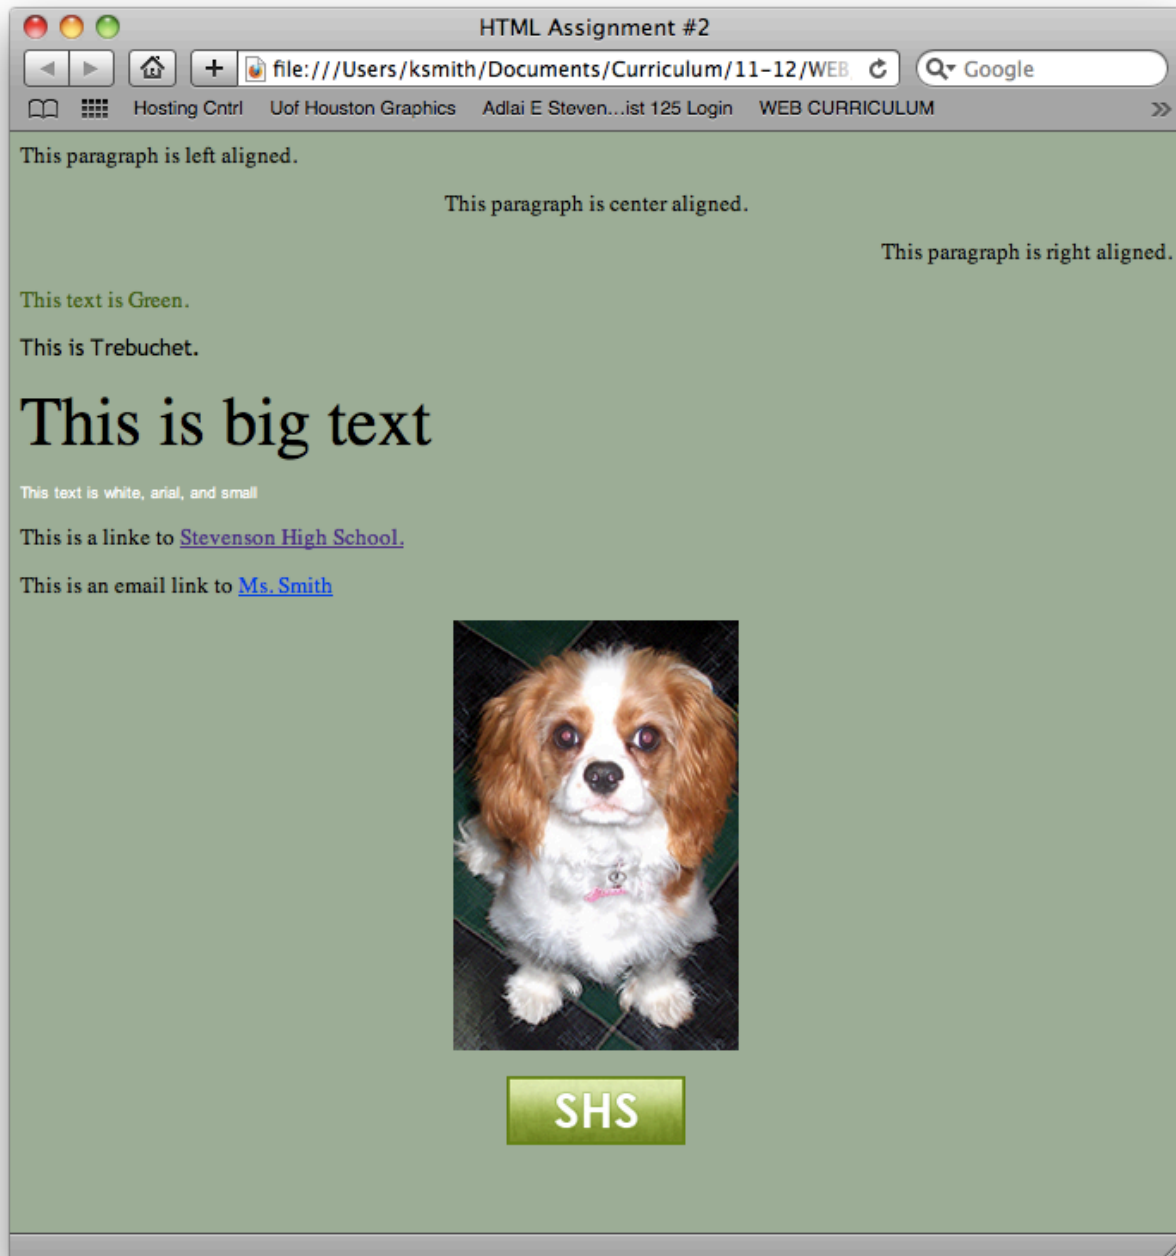 HTML Assignment #2
file:///Users/ksmith/Documents/Curriculum/11-12/WEB Google
Hosting Cntrl Uof Houston Graphics Adlai E Steven...ist 125 Login WEB CURRICULUM
This paragraph is left aligned.
This paragraph is center aligned.
This paragraph is right aligned.
This text is Green.
This is Trebuchet.
This is big text
This text is white, arial, and small
This is a linke to Stevenson High School.
This is an email link to Ms. Smith
SHS